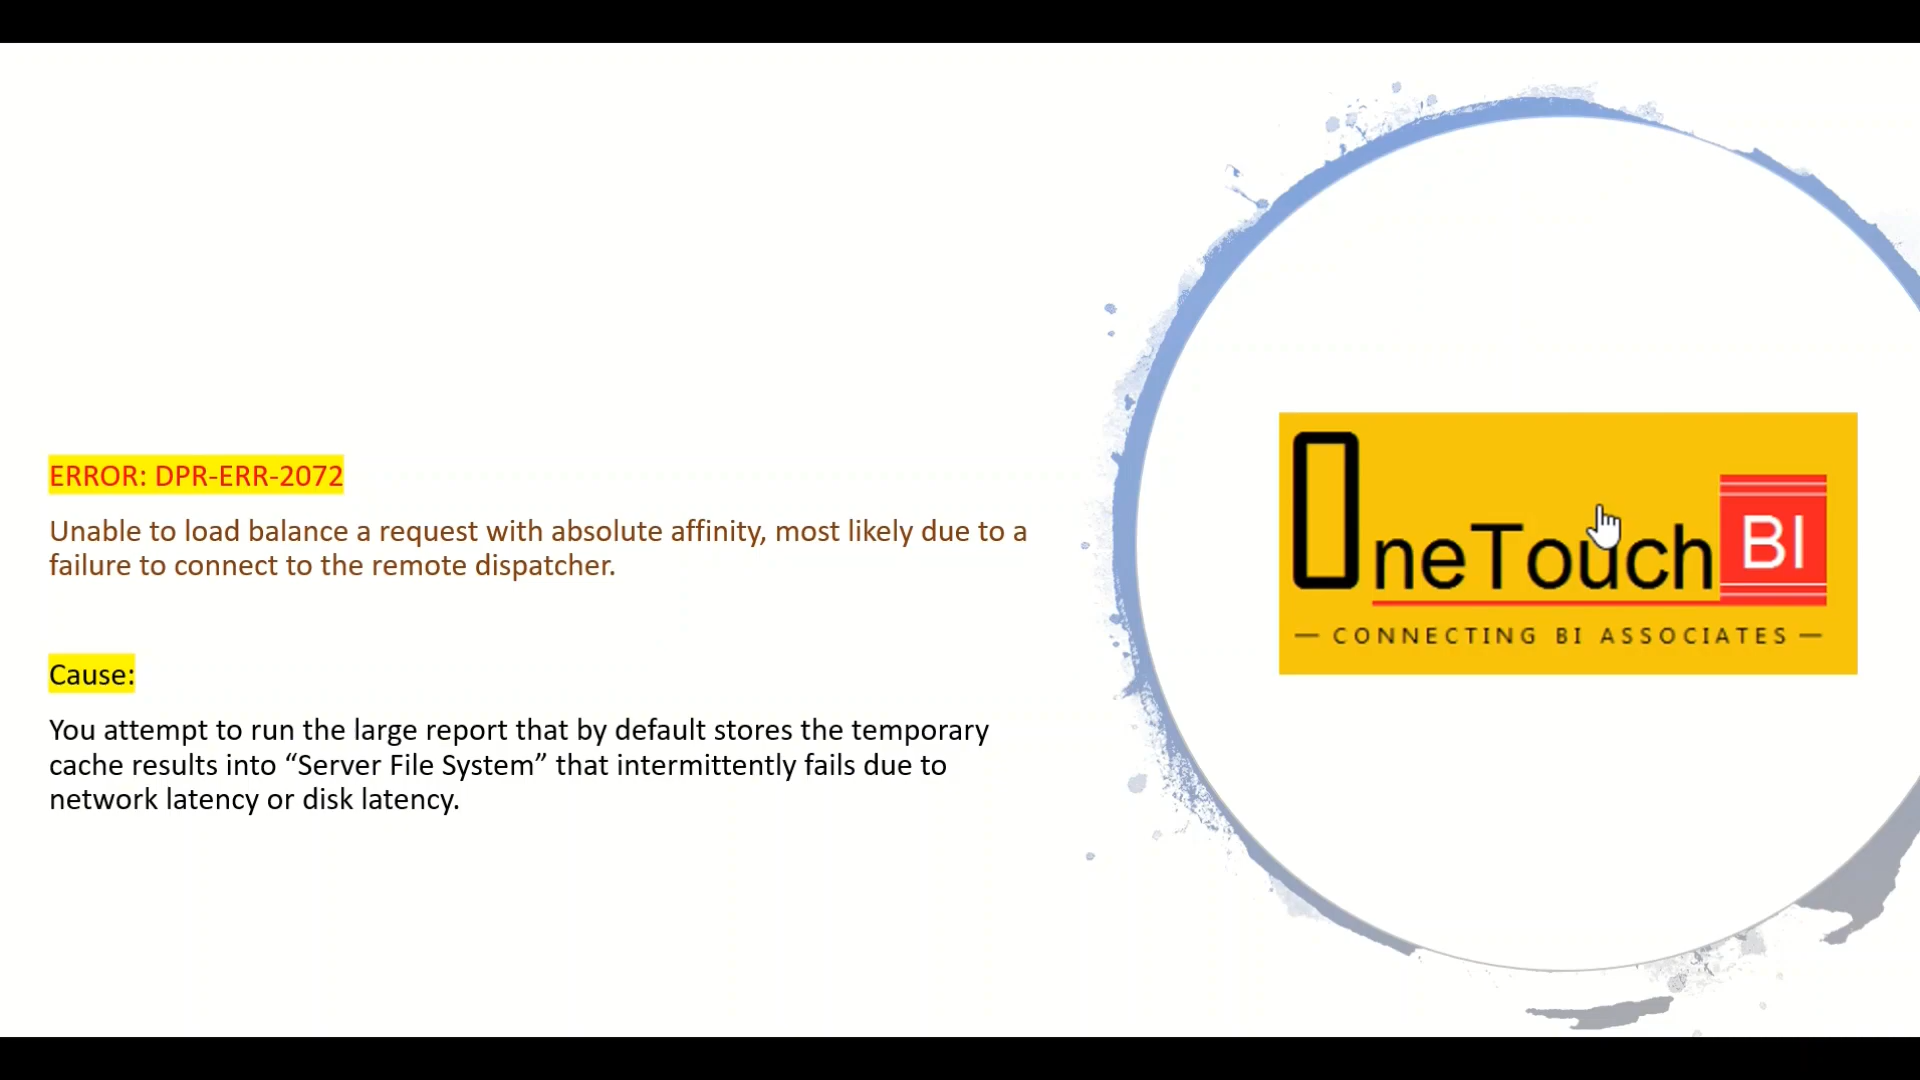 ERROR: DPR-ERR-2072
Unable to load balance a request with absolute affinity, most likely due to a
failure to connect to the remote dispatcher.
Cause:
You attempt to run the large report that by default stores the temporary
cache results into “Server File System” that intermittently fails due to
network latency or disk latency.
OneTouch BI
— CONNECTING BI ASSOCIATES —